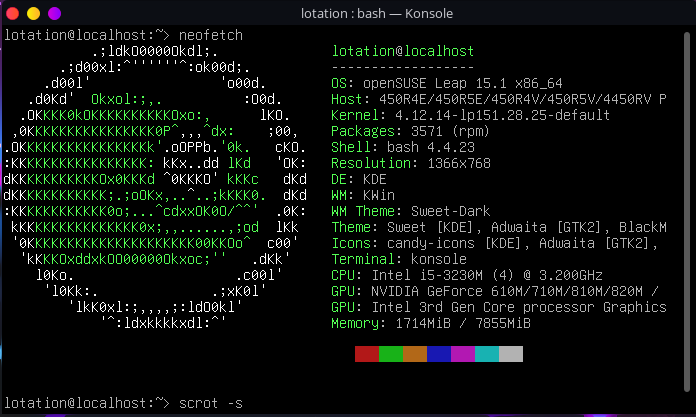 lotation : bash — Konsole
lotation@localhost:~> neofetch
.;ldkO0000Okdl;.
.;d00xl:^''''''^:ok00d;.
.d00l' 'o00d.
.d0Kd' Okxol:;,. :O0d.
.OKKKK0kOKKKKKKKKKKOxo:, lKO.
,0KKKKKKKKKKKKKKK0P^,,,^dx: ;00,
.OKKKKKKKKKKKKKKKk'.oOPPb.'0k. cKO.
:KKKKKKKKKKKKKKK: kKx..dd lKd 'OK:
dKKKKKKKKKKKOx0KKKd ^0KKKO' kKKc dKd
dKKKKKKKKKKKK;.;oOKx,..^..;kKKK0. dKd
:KKKKKKKKKKKK0o;...^cdxxOK0O/^^' .0K:
kKKKKKKKKKKKKKKK0x;,,......,;od lKk
'0KKKKKKKKKKKKKKKKKKKKK00KKOo^ c00'
'kKKKOxddxkOO00000Okxoc;'' .dKk'
l0Ko. .c00l'
'l0Kk:. .;xK0l'
'lkK0xl:;,,,,;:ldO0kl'
'^:ldxkkkkxdl:^'
lotation@localhost
------------------
OS: openSUSE Leap 15.1 x86_64
Host: 450R4E/450R5E/450R4V/450R5V/4450RV P
Kernel: 4.12.14-lp151.28.25-default
Packages: 3571 (rpm)
Shell: bash 4.4.23
Resolution: 1366x768
DE: KDE
WM: KWin
WM Theme: Sweet-Dark
Theme: Sweet [KDE], Adwaita [GTK2], BlackM
Icons: candy-icons [KDE], Adwaita [GTK2],
Terminal: konsole
CPU: Intel i5-3230M (4) @ 3.200GHz
GPU: NVIDIA GeForce 610M/710M/810M/820M /
GPU: Intel 3rd Gen Core processor Graphics
Memory: 1714MiB / 7855MiB
lotation@localhost:~> scrot -s